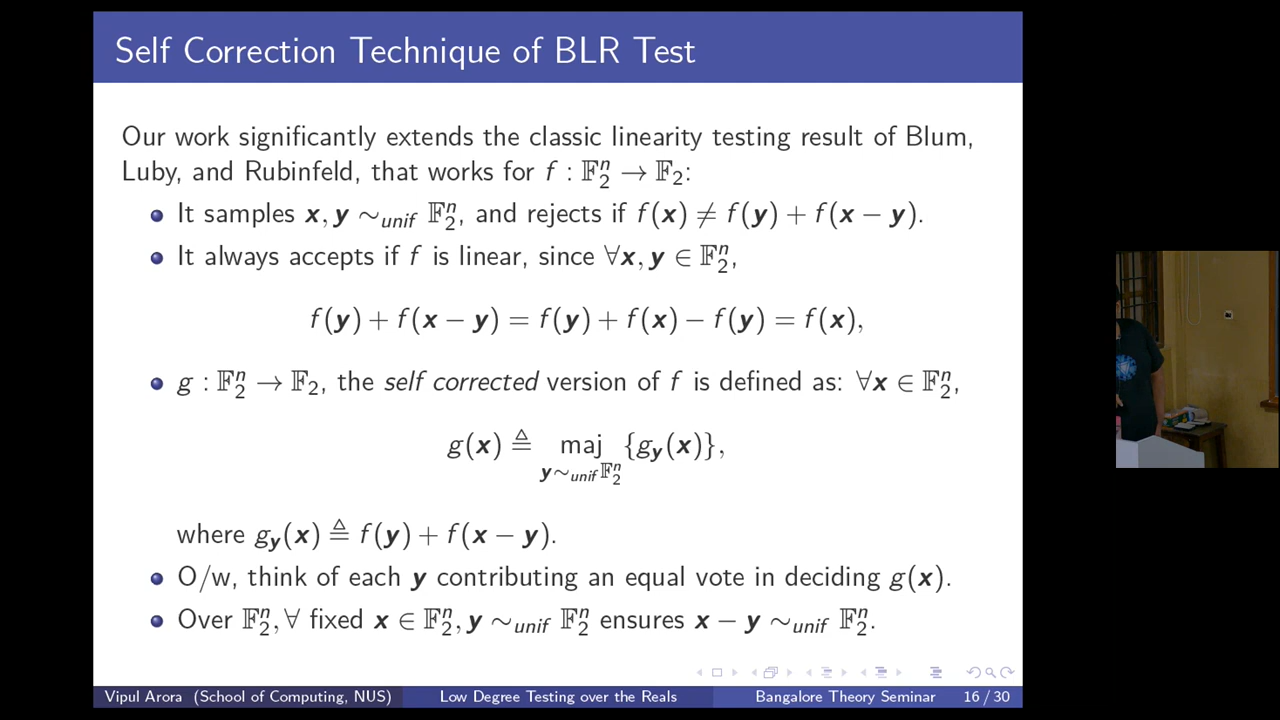 Self Correction Technique of BLR Test
Our work significantly extends the classic linearity testing result of Blum,
Luby, and Rubinfeld, that works for f : 𝔽₂ⁿ → 𝔽₂:
It samples x, y ∼unif 𝔽₂ⁿ, and rejects if f(x) ≠ f(y) + f(x − y).
It always accepts if f is linear, since ∀x, y ∈ 𝔽₂ⁿ,
f(y) + f(x − y) = f(y) + f(x) − f(y) = f(x),
g : 𝔽₂ⁿ → 𝔽₂, the self corrected version of f is defined as: ∀x ∈ 𝔽₂ⁿ,
g(x) ≜ maj {g_y(x)},
y∼unif 𝔽₂ⁿ
where g_y(x) ≜ f(y) + f(x − y).
O/w, think of each y contributing an equal vote in deciding g(x).
Over 𝔽₂ⁿ, ∀ fixed x ∈ 𝔽₂ⁿ, y ∼unif 𝔽₂ⁿ ensures x − y ∼unif 𝔽₂ⁿ.
Vipul Arora (School of Computing, NUS) Low Degree Testing over the Reals Bangalore Theory Seminar 16 / 30